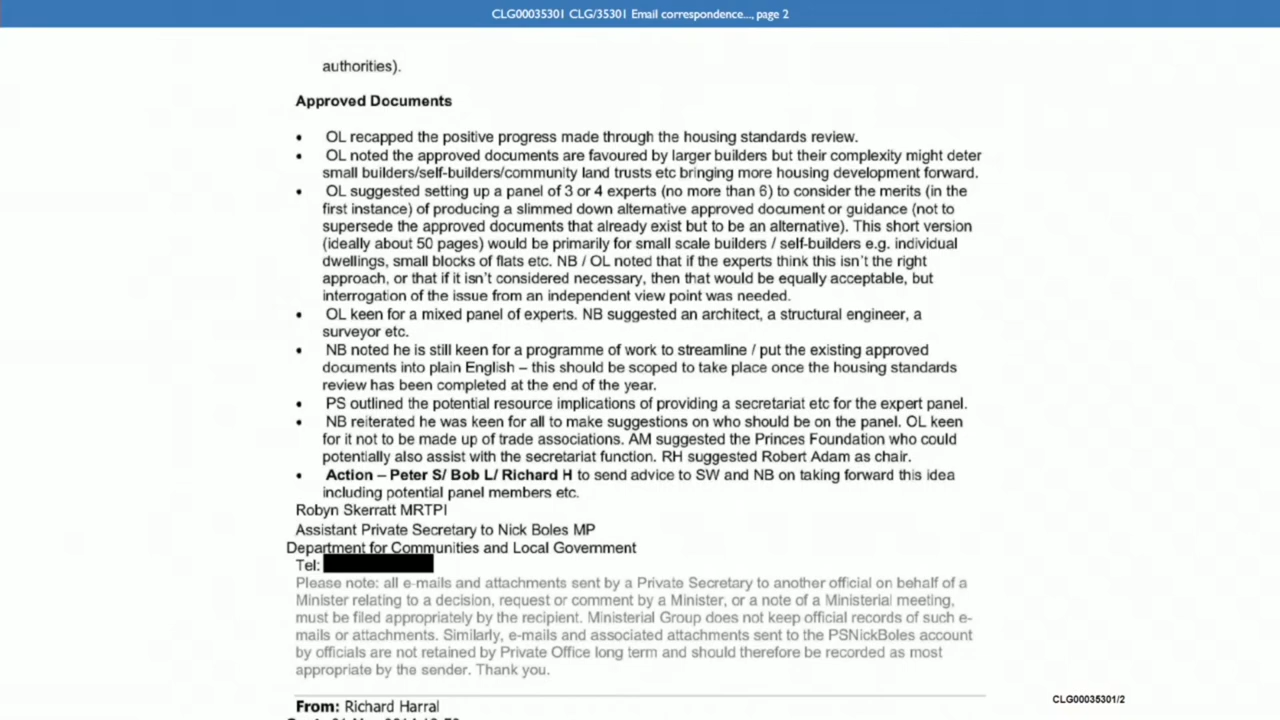 CLG00035301 CLG/35301 Email correspondence..., page 2
authorities).
Approved Documents
• OL recapped the positive progress made through the housing standards review.
• OL noted the approved documents are favoured by larger builders but their complexity might deter
small builders/self-builders/community land trusts etc bringing more housing development forward.
• OL suggested setting up a panel of 3 or 4 experts (no more than 6) to consider the merits (in the
first instance) of producing a slimmed down alternative approved document or guidance (not to
supersede the approved documents that already exist but to be an alternative). This short version
(ideally about 50 pages) would be primarily for small scale builders / self-builders e.g. individual
dwellings, small blocks of flats etc. NB / OL noted that if the experts think this isn't the right
approach, or that if it isn't considered necessary, then that would be equally acceptable, but
interrogation of the issue from an independent view point was needed.
• OL keen for a mixed panel of experts. NB suggested an architect, a structural engineer, a
surveyor etc.
• NB noted he is still keen for a programme of work to streamline / put the existing approved
documents into plain English – this should be scoped to take place once the housing standards
review has been completed at the end of the year.
• PS outlined the potential resource implications of providing a secretariat etc for the expert panel.
• NB reiterated he was keen for all to make suggestions on who should be on the panel. OL keen
for it not to be made up of trade associations. AM suggested the Princes Foundation who could
potentially also assist with the secretariat function. RH suggested Robert Adam as chair.
• Action – Peter S/ Bob L/ Richard H to send advice to SW and NB on taking forward this idea
including potential panel members etc.
Robyn Skerratt MRTPI
Assistant Private Secretary to Nick Boles MP
Department for Communities and Local Government
Tel:
Please note: all e-mails and attachments sent by a Private Secretary to another official on behalf of a
Minister relating to a decision, request or comment by a Minister, or a note of a Ministerial meeting,
must be filed appropriately by the recipient. Ministerial Group does not keep official records of such e-
mails or attachments. Similarly, e-mails and associated attachments sent to the PSNickBoles account
by officials are not retained by Private Office long term and should therefore be recorded as most
appropriate by the sender. Thank you.
From: Richard Harral
CLG00035301/2